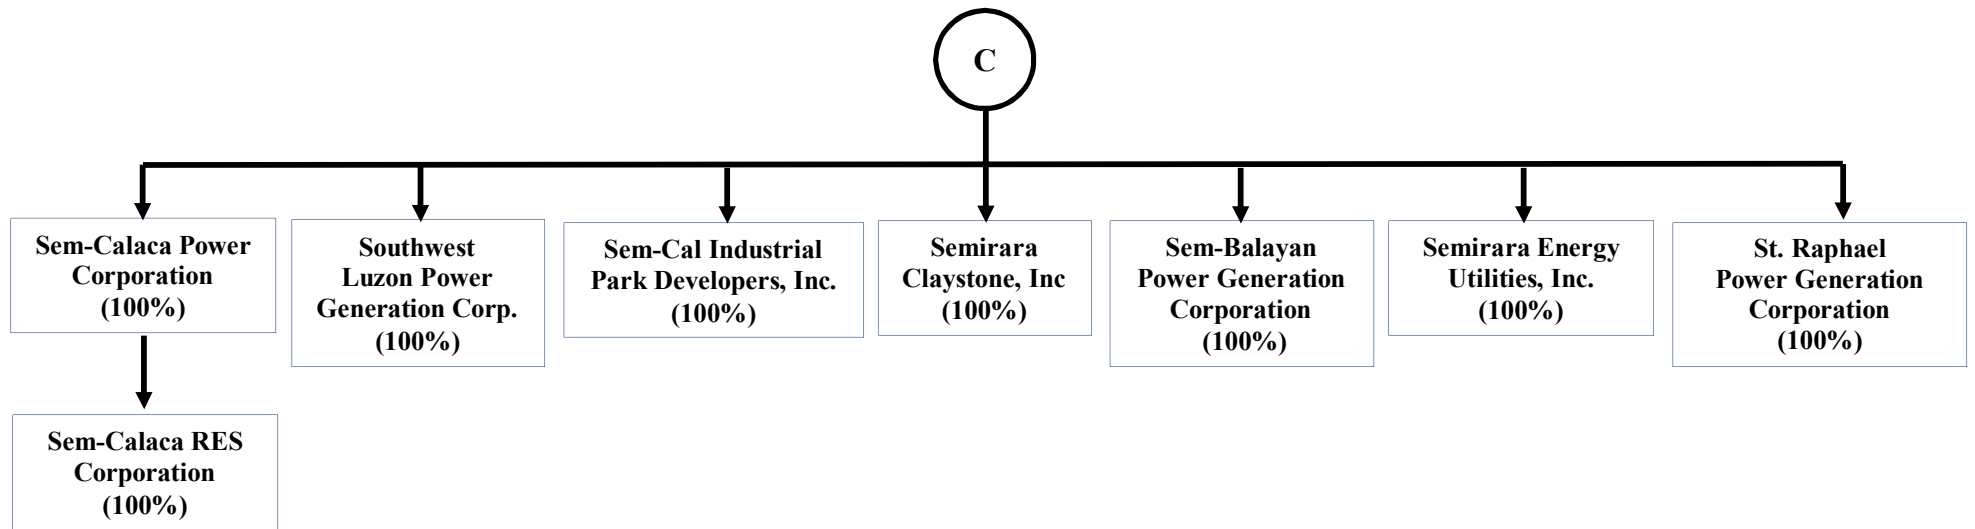 C
Sem-Calaca Power
Corporation
(100%)
Southwest
Luzon Power
Generation Corp.
(100%)
Sem-Cal Industrial
Park Developers, Inc.
(100%)
Semirara
Claystone, Inc
(100%)
Sem-Balayan
Power Generation
Corporation
(100%)
Semirara Energy
Utilities, Inc.
(100%)
St. Raphael
Power Generation
Corporation
(100%)
Sem-Calaca RES
Corporation
(100%)